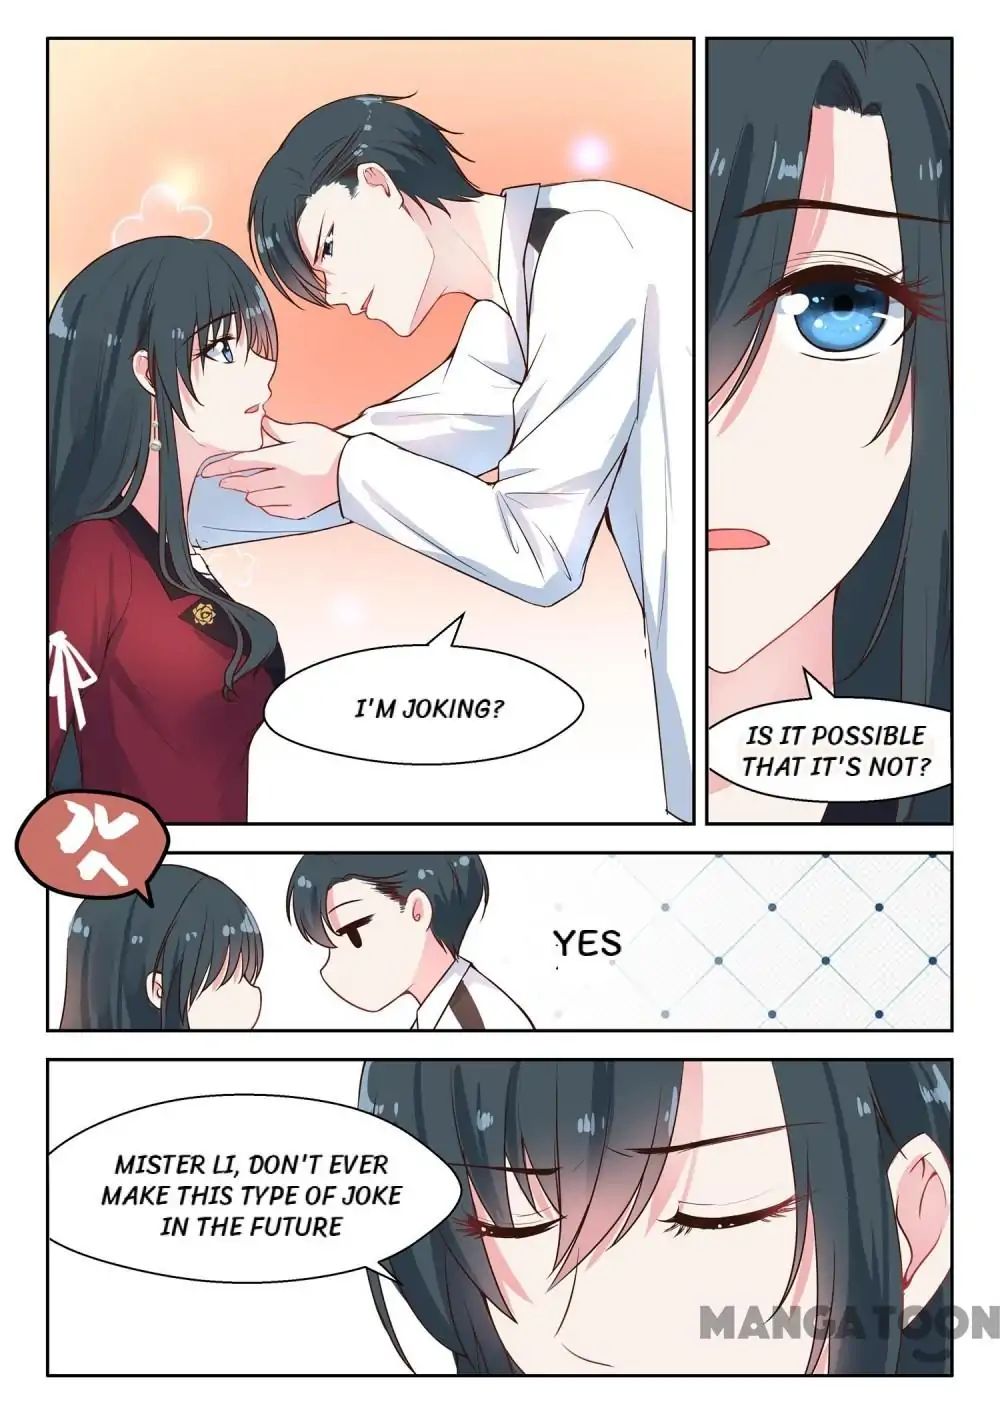 I'M JOKING?
IS IT POSSIBLE
THAT IT'S NOT?
YES
MISTER LI, DON'T EVER
MAKE THIS TYPE OF JOKE
IN THE FUTURE
MANGATOON